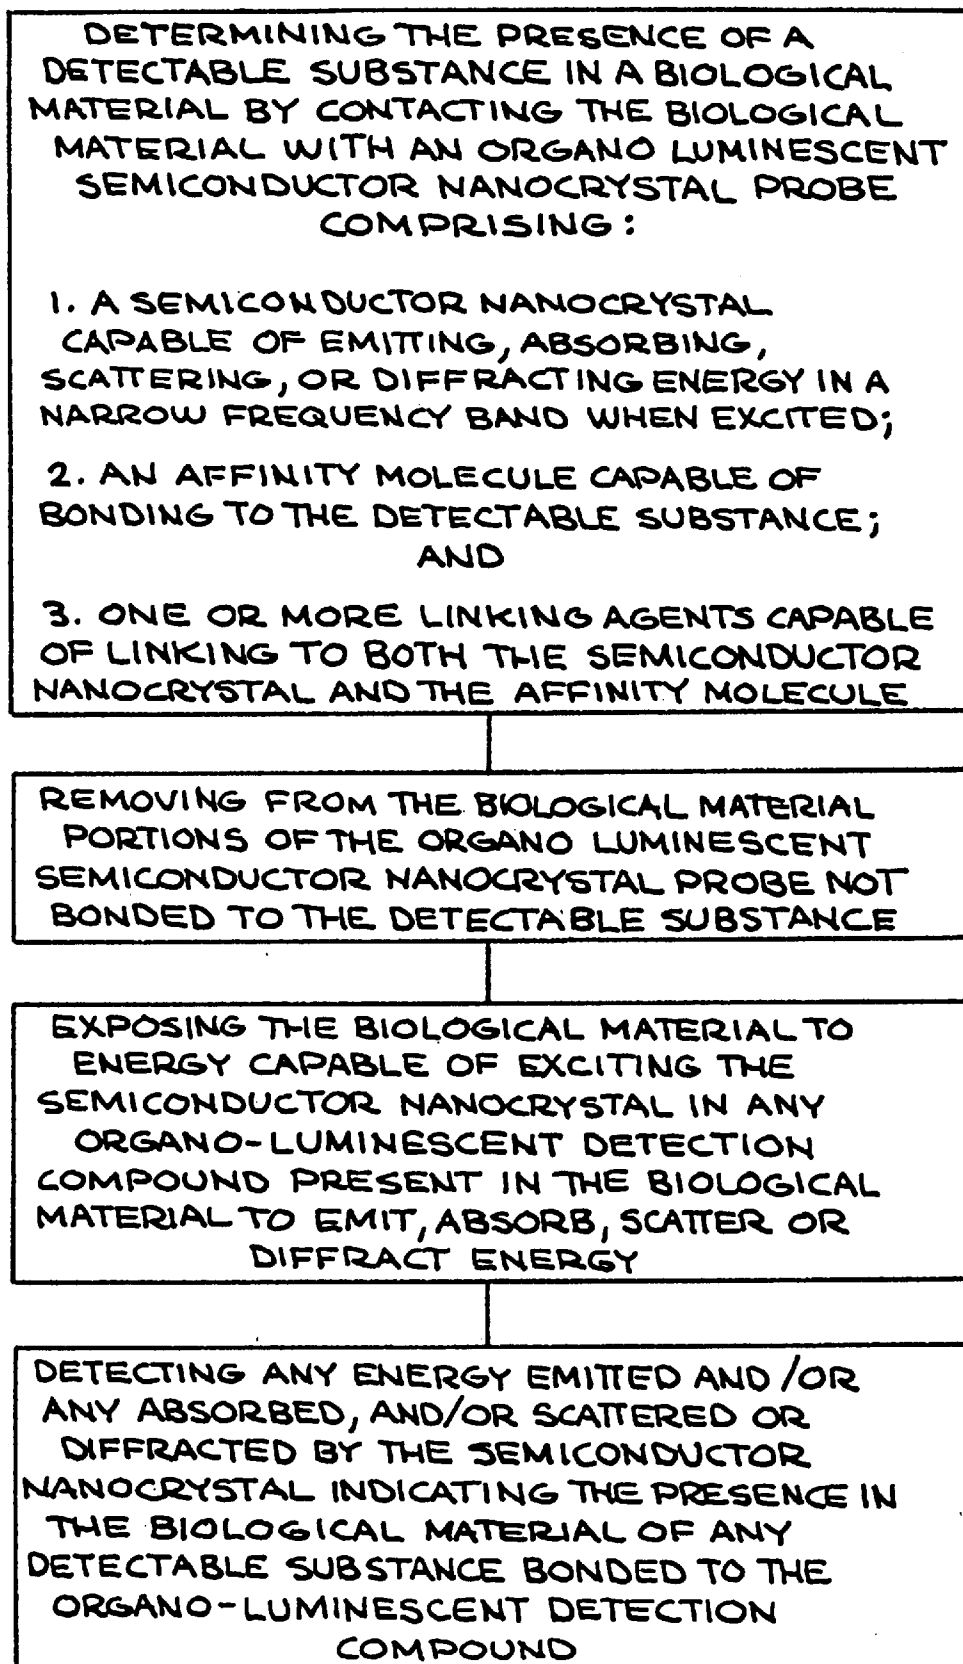 DETERMINING THE PRESENCE OF A
DETECTABLE SUBSTANCE IN A BIOLOGICAL
MATERIAL BY CONTACTING THE BIOLOGICAL
MATERIAL WITH AN ORGANO LUMINESCENT
SEMICONDUCTOR NANOCRYSTAL PROBE
COMPRISING:
1. A SEMICONDUCTOR NANOCRYSTAL
CAPABLE OF EMITTING, ABSORBING,
SCATTERING, OR DIFFRACTING ENERGY IN A
NARROW FREQUENCY BAND WHEN EXCITED;
2. AN AFFINITY MOLECULE CAPABLE OF
BONDING TO THE DETECTABLE SUBSTANCE;
AND
3. ONE OR MORE LINKING AGENTS CAPABLE
OF LINKING TO BOTH THE SEMICONDUCTOR
NANOCRYSTAL AND THE AFFINITY MOLECULE
REMOVING FROM THE BIOLOGICAL MATERIAL
PORTIONS OF THE ORGANO LUMINESCENT
SEMICONDUCTOR NANOCRYSTAL PROBE NOT
BONDED TO THE DETECTABLE SUBSTANCE
EXPOSING THE BIOLOGICAL MATERIAL TO
ENERGY CAPABLE OF EXCITING THE
SEMICONDUCTOR NANOCRYSTAL IN ANY
ORGANO-LUMINESCENT DETECTION
COMPOUND PRESENT IN THE BIOLOGICAL
MATERIAL TO EMIT, ABSORB, SCATTER OR
DIFFRACT ENERGY
DETECTING ANY ENERGY EMITTED AND/OR
ANY ABSORBED, AND/OR SCATTERED OR
DIFFRACTED BY THE SEMICONDUCTOR
NANOCRYSTAL INDICATING THE PRESENCE IN
THE BIOLOGICAL MATERIAL OF ANY
DETECTABLE SUBSTANCE BONDED TO THE
ORGANO-LUMINESCENT DETECTION
COMPOUND